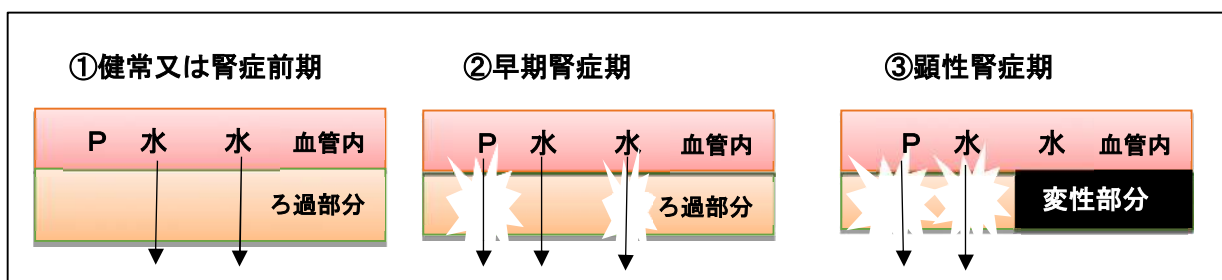 ①健常又は腎症前期
P 水 水 血管内
ろ過部分
②早期腎症期
P 水 水 血管内
ろ過部分
③顕性腎症期
P 水 水 血管内
変性部分